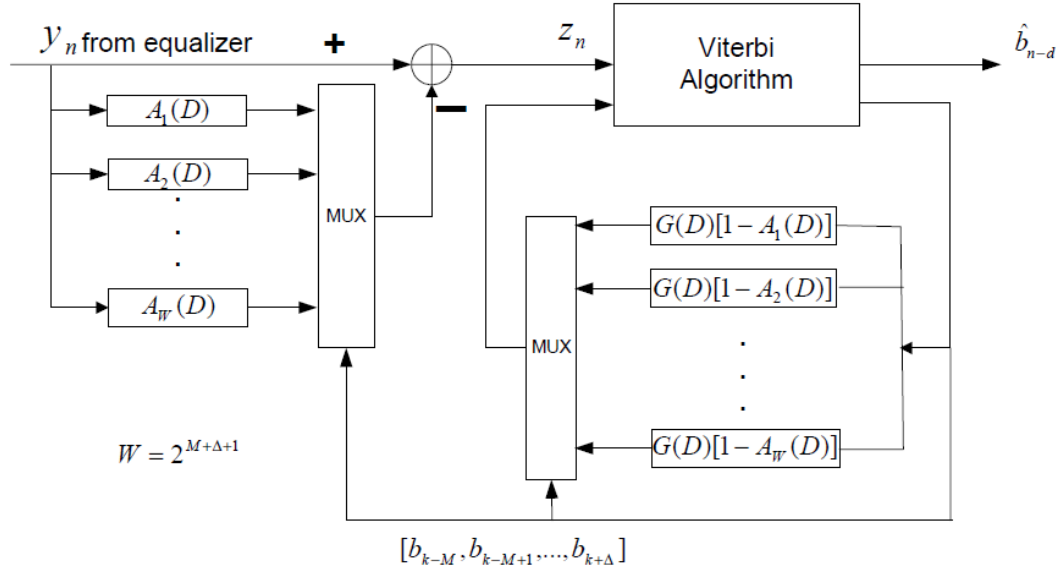 y_n from equalizer
+
−
z_n
Viterbi
Algorithm
b̂_{n−d}
A_1(D)
A_2(D)
.
.
.
A_W(D)
MUX
MUX
G(D)[1 − A_1(D)]
G(D)[1 − A_2(D)]
.
.
.
G(D)[1 − A_W(D)]
W = 2^{M+Δ+1}
[b_{k−M}, b_{k−M+1}, ..., b_{k+Δ}]